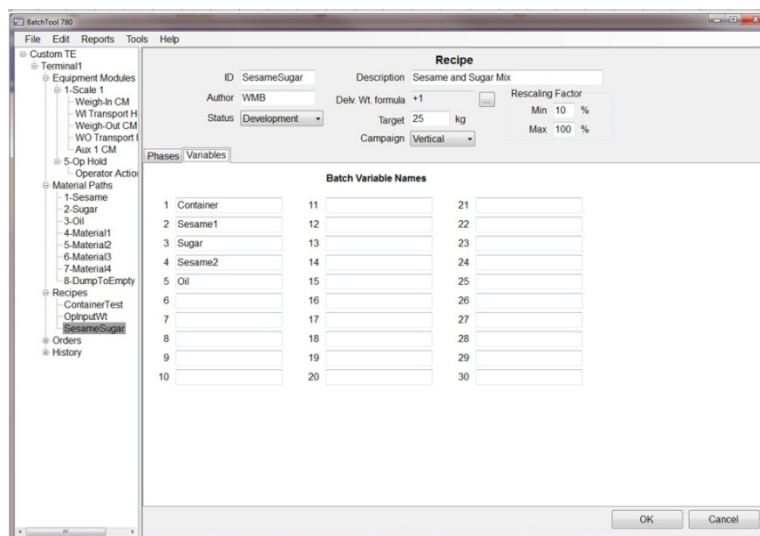 BatchTool 780
File Edit Reports Tools Help
Custom TE
Terminal1
Equipment Modules
1-Scale 1
Weigh-In CM
WI Transport H
Weigh-Out CM
WO Transport
Aux 1 CM
5-Op Hold
Operator Actio
Material Paths
1-Sesame
2-Sugar
3-Oil
4-Material1
5-Material2
6-Material3
7-Material4
8-DumpToEmpty
Recipes
ContainerTest
OpInputWt
SesameSugar
Orders
History
Recipe
ID SesameSugar Description Sesame and Sugar Mix
Author WMB Delv. Wt. formula +1 ... Rescaling Factor
Status Development Target 25 kg Min 10 %
Campaign Vertical Max 100 %
Phases Variables
Batch Variable Names
1 Container 11 21
2 Sesame1 12 22
3 Sugar 13 23
4 Sesame2 14 24
5 Oil 15 25
6 16 26
7 17 27
8 18 28
9 19 29
10 20 30
OK Cancel